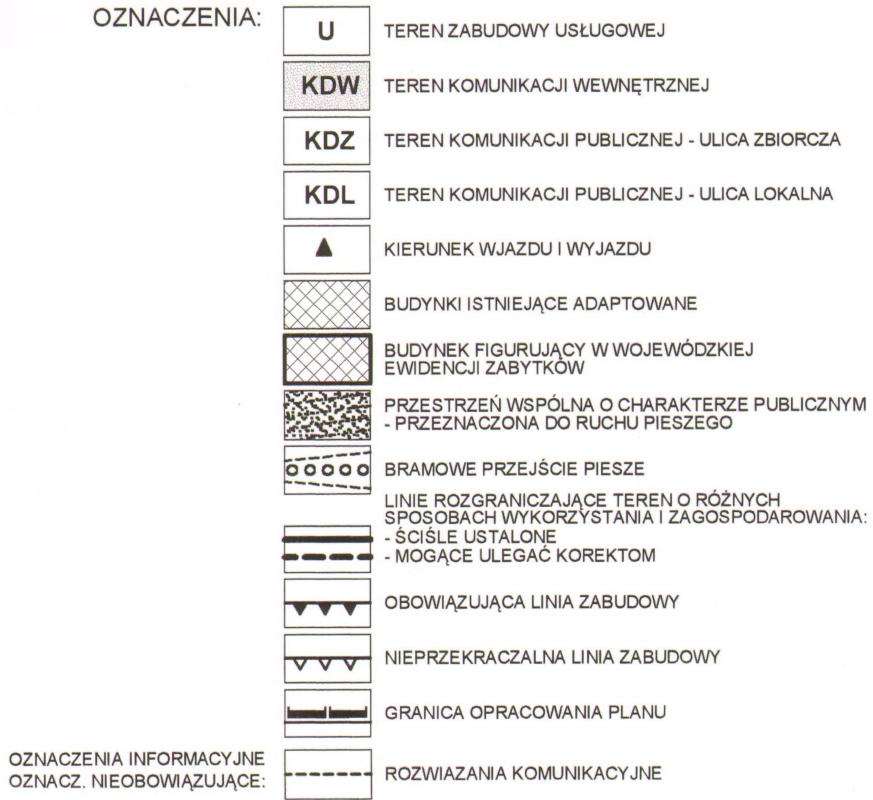 OZNACZENIA:
U TEREN ZABUDOWY USŁUGOWEJ
KDW TEREN KOMUNIKACJI WEWNĘTRZNEJ
KDZ TEREN KOMUNIKACJI PUBLICZNEJ - ULICA ZBIORCZA
KDL TEREN KOMUNIKACJI PUBLICZNEJ - ULICA LOKALNA
KIERUNEK WJAZDU I WYJAZDU
BUDYNKI ISTNIEJĄCE ADAPTOWANE
BUDYNEK FIGURUJĄCY W WOJEWÓDZKIEJ
EWIDENCJI ZABYTKÓW
PRZESTRZEŃ WSPÓLNA O CHARAKTERZE PUBLICZNYM
- PRZEZNACZONA DO RUCHU PIESZEGO
BRAMOWE PRZEJŚCIE PIESZE
LINIE ROZGRANICZAJĄCE TEREN O RÓŻNYCH
SPOSOBACH WYKORZYSTANIA I ZAGOSPODAROWANIA:
- ŚCIŚLE USTALONE
- MOGĄCE ULEGAĆ KOREKTOM
OBOWIĄZUJĄCA LINIA ZABUDOWY
NIEPRZEKRACZALNA LINIA ZABUDOWY
GRANICA OPRACOWANIA PLANU
OZNACZENIA INFORMACYJNE
OZNACZ. NIEOBOWIĄZUJĄCE:
ROZWIAZANIA KOMUNIKACYJNE